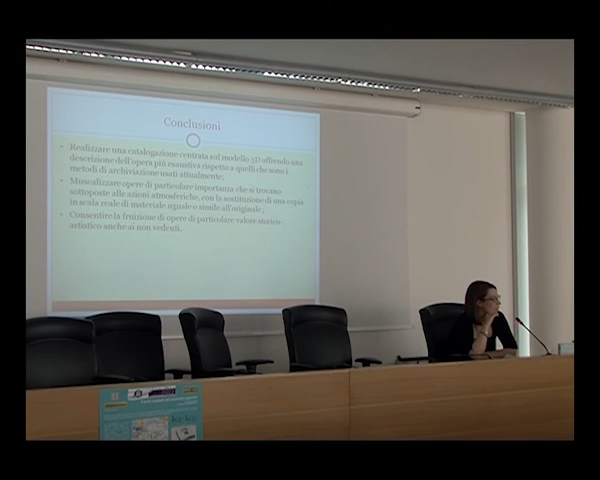 Conclusioni
• Realizzare una catalogazione centrata sul modello 3D offrendo una
descrizione dell'opera più esaustiva rispetto a quelli che sono i
metodi di archiviazione usati attualmente;
• Musealizzare opere di particolare importanza che si trovano
sottoposte alle azioni atmosferiche, con la sostituzione di una copia
in scala reale di materiale uguale o simile all'originale ;
• Consentire la fruizione di opere di particolare valore storico-
artistico anche ai non vedenti.